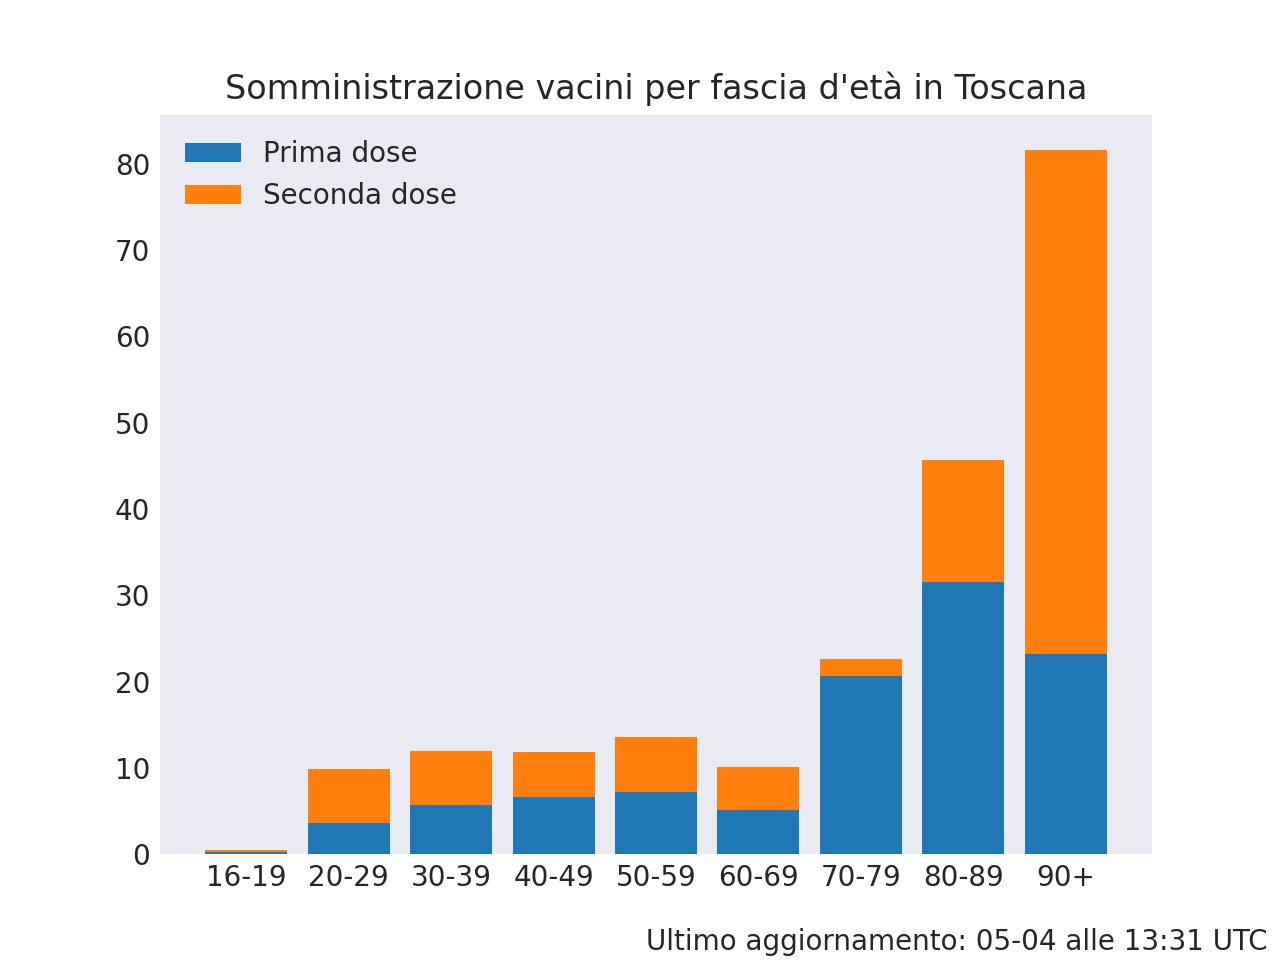 Somministrazione vacini per fascia d'età in Toscana
Prima dose
Seconda dose
80
70
60
50
40
30
20
10
0
16-19 20-29 30-39 40-49 50-59 60-69 70-79 80-89 90+
Ultimo aggiornamento: 05-04 alle 13:31 UTC